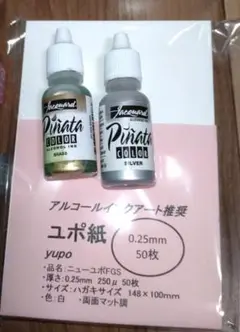 Jacquard
Piñata
COLOR
ALCOHOL INK
Jacquard
Piñata
COLOR
SILVER
アルコールインクアート推奨
ユポ紙
yupo
0.25mm
50枚
・品名：ニューユポFGS
・厚さ：0.25mm 250μ 50枚
・サイズ：ハガキサイズ 148×100mm
・色：白 両面マット調